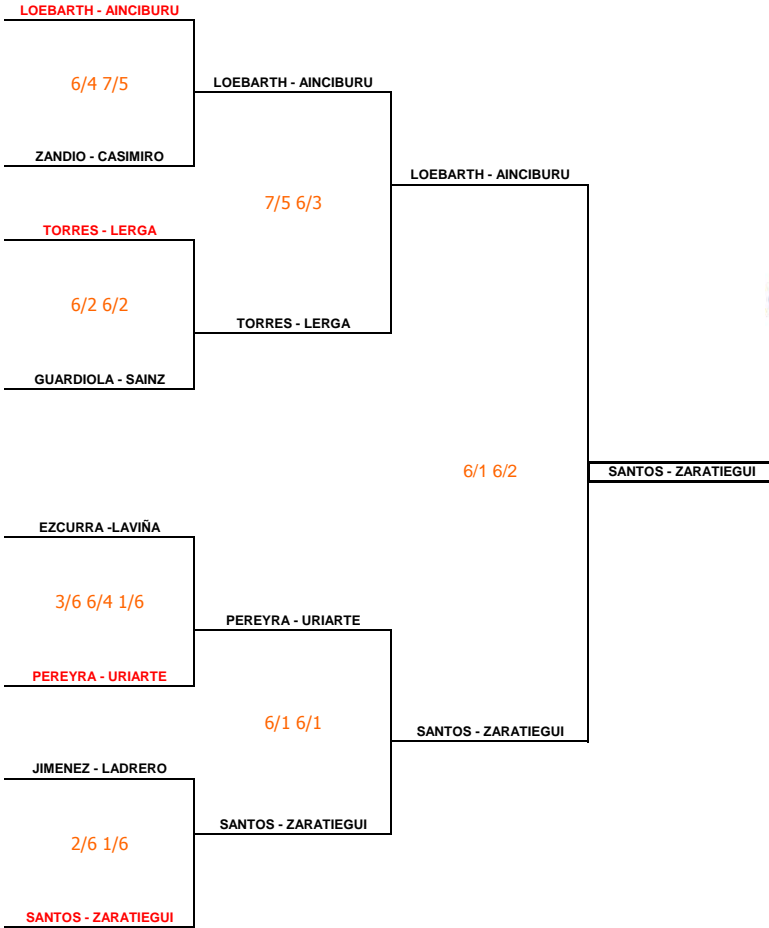 LOEBARTH - AINCIBURU
6/4 7/5
LOEBARTH - AINCIBURU
ZANDIO - CASIMIRO
LOEBARTH - AINCIBURU
7/5 6/3
TORRES - LERGA
6/2 6/2
TORRES - LERGA
GUARDIOLA - SAINZ
6/1 6/2
SANTOS - ZARATIEGUI
EZCURRA -LAVIÑA
3/6 6/4 1/6
PEREYRA - URIARTE
PEREYRA - URIARTE
6/1 6/1
SANTOS - ZARATIEGUI
JIMENEZ - LADRERO
SANTOS - ZARATIEGUI
2/6 1/6
SANTOS - ZARATIEGUI